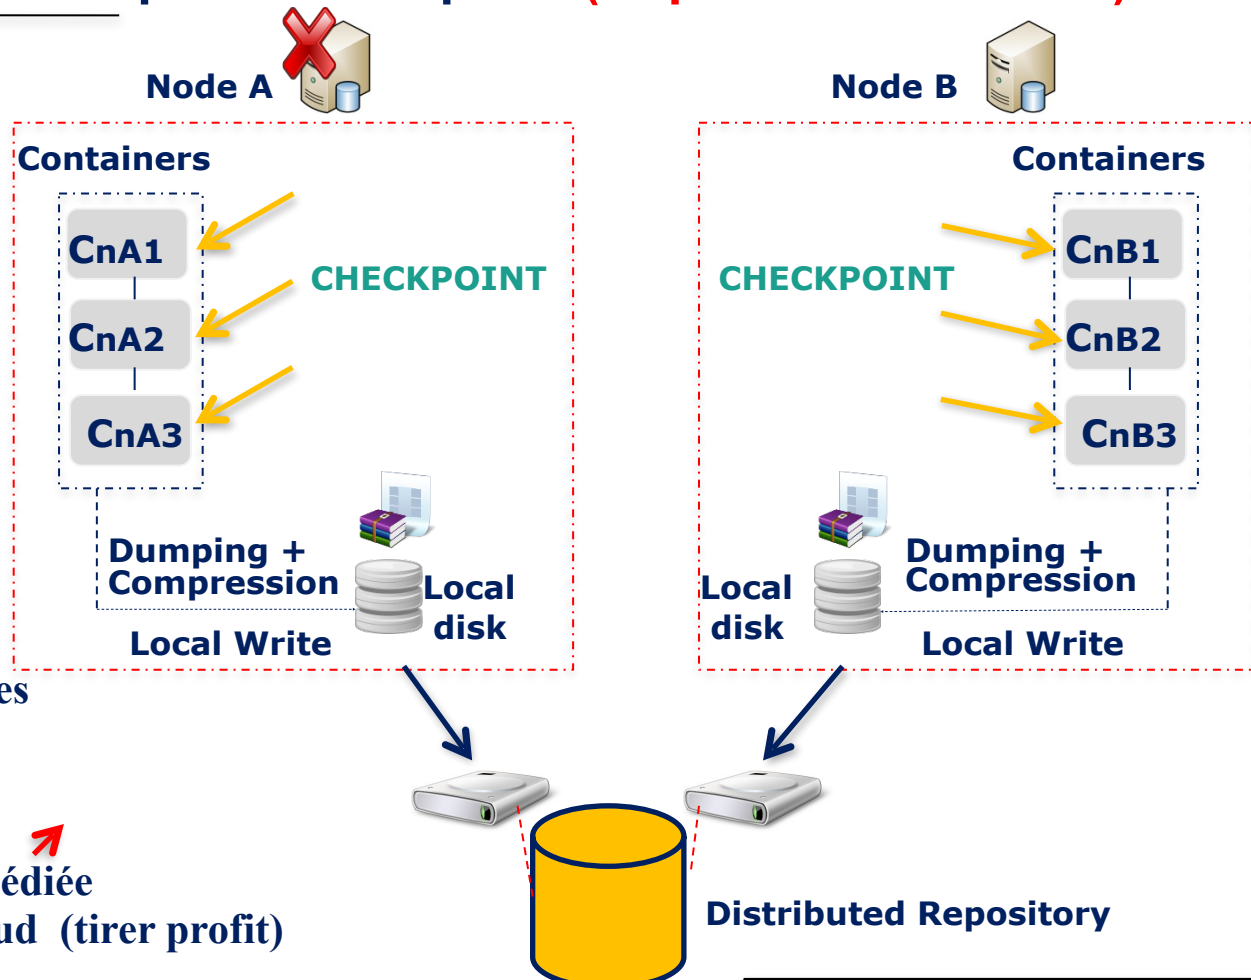 Node A
Node B
Containers
Containers
CnA1
CnA2
CnA3
CHECKPOINT
CHECKPOINT
CnB1
CnB2
CnB3
Dumping +
Compression
Local
disk
Local Write
Local
disk
Dumping +
Compression
Local Write
es
édiée
ud (tirer profit)
Distributed Repository